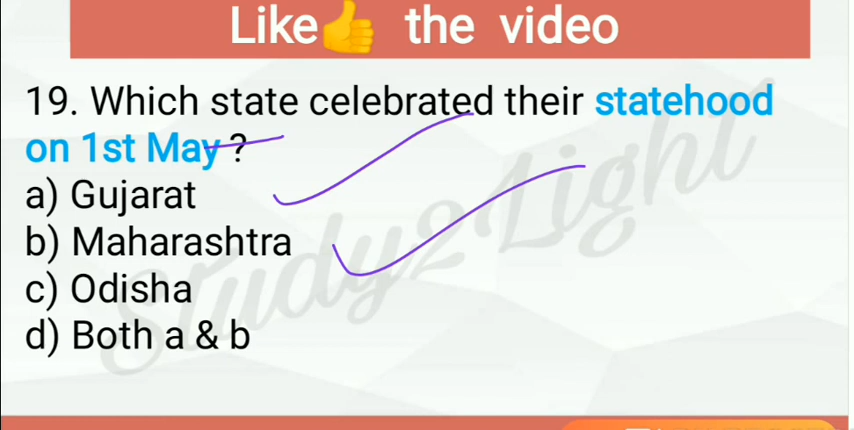 Like👍 the video
19. Which state celebrated their statehood
on 1st May ?
a) Gujarat
b) Maharashtra
c) Odisha
d) Both a & b
Study2Light